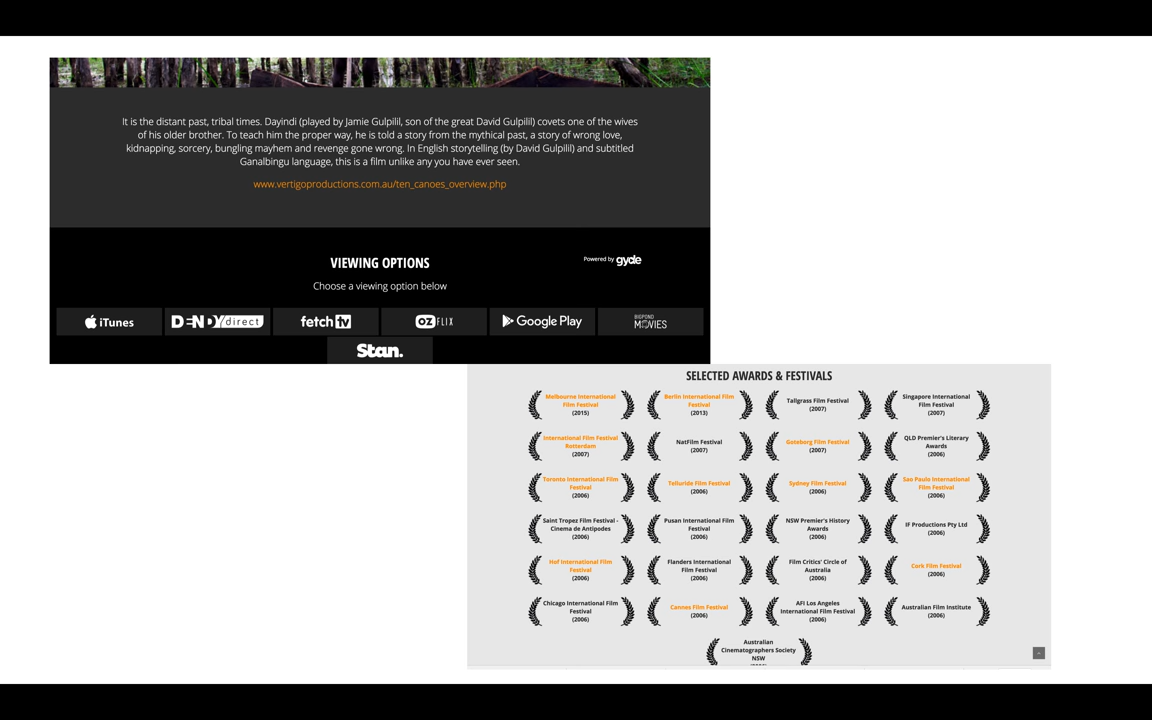 It is the distant past, tribal times. Dayindi (played by Jamie Gulpilil, son of the great David Gulpilil) covets one of the wives
of his older brother. To teach him the proper way, he is told a story from the mythical past, a story of wrong love,
kidnapping, sorcery, bungling mayhem and revenge gone wrong. In English storytelling (by David Gulpilil) and subtitled
Ganalbingu language, this is a film unlike any you have ever seen.
www.vertigoproductions.com.au/ten_canoes_overview.php
VIEWING OPTIONS
Powered by gyde
Choose a viewing option below
iTunes
DENDY direct
fetch tv
OZFLIX
Google Play
BIGPOND MOVIES
Stan.
SELECTED AWARDS & FESTIVALS
Melbourne International
Film Festival
(2015)
Berlin International Film
Festival
(2013)
Tallgrass Film Festival
(2007)
Singapore International
Film Festival
(2007)
International Film Festival
Rotterdam
(2007)
NatFilm Festival
(2007)
Goteborg Film Festival
(2007)
QLD Premier's Literary
Awards
(2006)
Toronto International Film
Festival
(2006)
Telluride Film Festival
(2006)
Sydney Film Festival
(2006)
Sao Paulo International
Film Festival
(2006)
Saint Tropez Film Festival -
Cinema de Antipodes
(2006)
Pusan International Film
Festival
(2006)
NSW Premier's History
Awards
(2006)
IF Productions Pty Ltd
(2006)
Hof International Film
Festival
(2006)
Flanders International
Film Festival
(2006)
Film Critics' Circle of
Australia
(2006)
Cork Film Festival
(2006)
Chicago International Film
Festival
(2006)
Cannes Film Festival
(2006)
AFI Los Angeles
International Film Festival
(2006)
Australian Film Institute
(2006)
Australian
Cinematographers Society
NSW